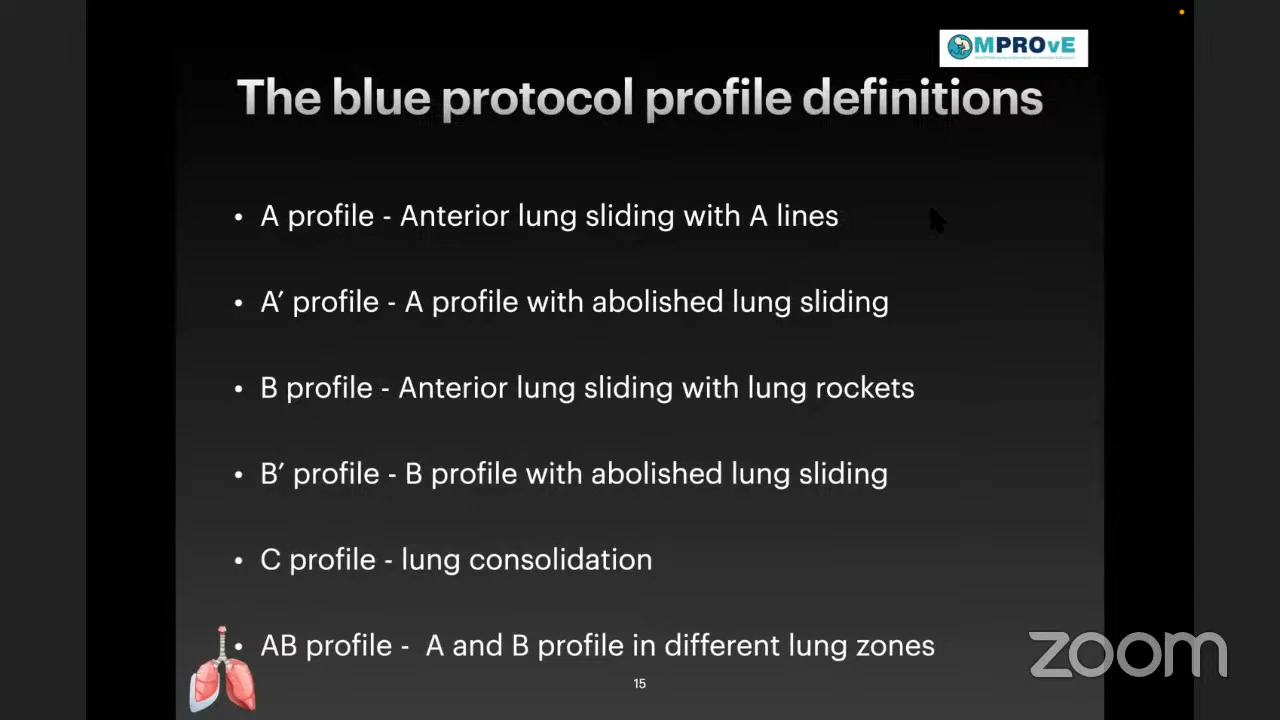 MPROvE
The blue protocol profile definitions
• A profile - Anterior lung sliding with A lines
• A′ profile - A profile with abolished lung sliding
• B profile - Anterior lung sliding with lung rockets
• B′ profile - B profile with abolished lung sliding
• C profile - lung consolidation
• AB profile - A and B profile in different lung zones
15
zoom